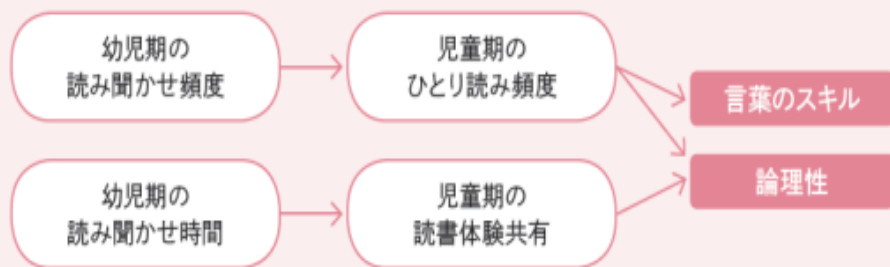 幼児期の
読み聞かせ頻度
児童期の
ひとり読み頻度
言葉のスキル
論理性
幼児期の
読み聞かせ時間
児童期の
読書体験共有